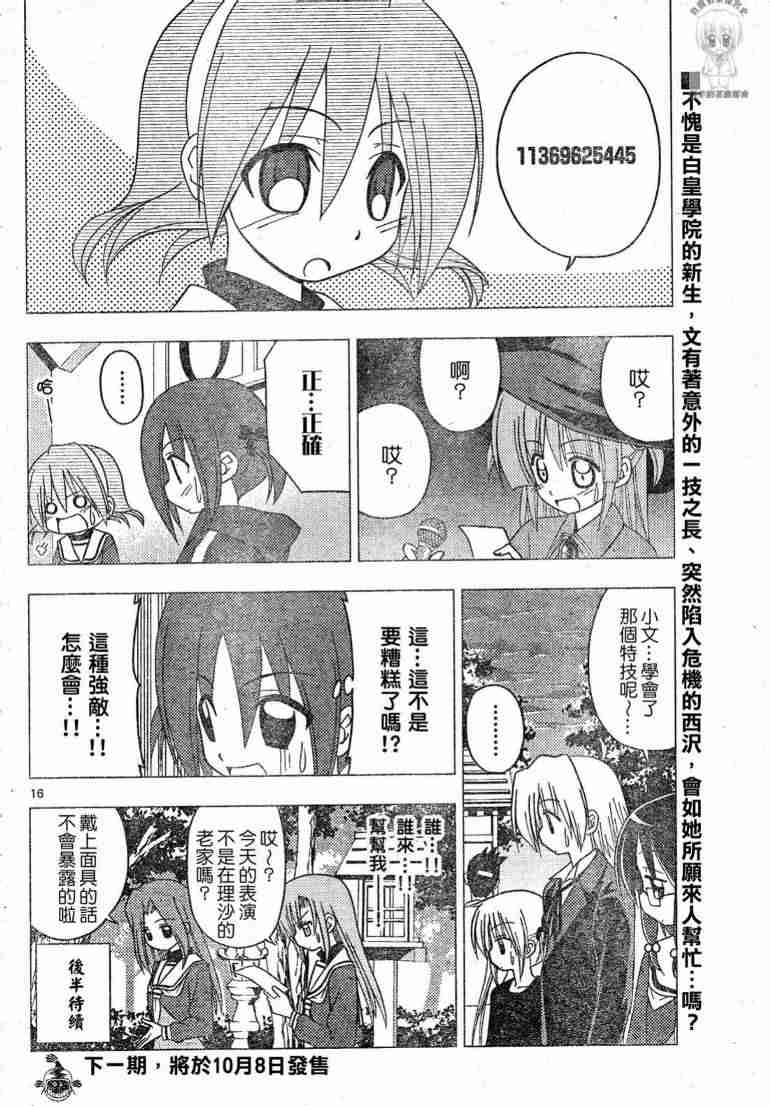 11369625445
哎?
啊?
哎?
正…正確
……
哈
小文…學會了
那個特技呢～…
……
這…這不是
要糟糕了嗎!?
這種強敵…!!
怎麼會…!!
誰…!!
誰來…!!
幫幫我——
哎～?
今天的表演
不是在理沙的
老家嗎?
戴上面具的話
不會暴露的啦
後半待續
16
下一期，將於10月8日發售
不愧是白皇學院的新生，文有著意外的一技之長、突然陷入危機的西沢，會如她所願來人幫忙…嗎?